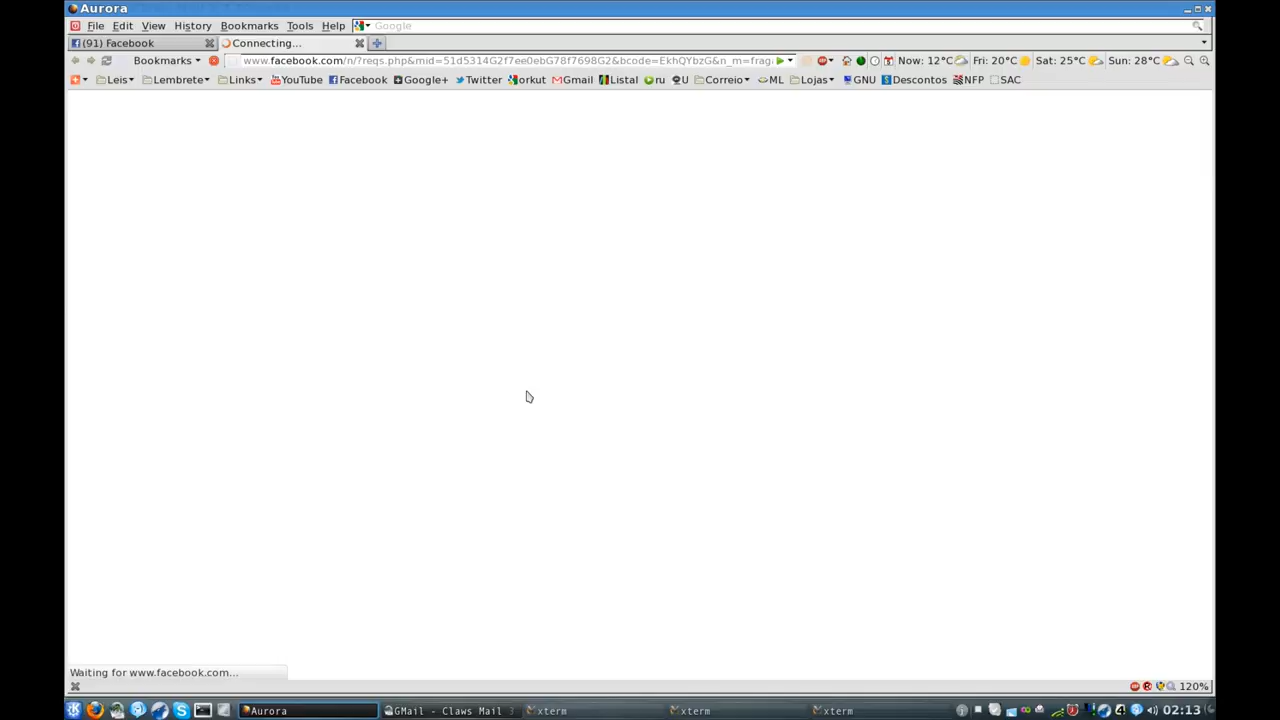 Aurora
File Edit View History Bookmarks Tools Help Google
(91) Facebook Connecting...
Bookmarks www.facebook.com/n/?reqs.php&mid=51d5314G2f7ee0ebG78f7698G2&bcode=EkhQYbzG&n_m=frag Now: 12°C Fri: 20°C Sat: 25°C Sun: 28°C
Leis Lembrete Links YouTube Facebook Google+ Twitter orkut Gmail Listal ru U Correio ML Lojas GNU Descontos NFP SAC
Waiting for www.facebook.com...
120%
Aurora GMail - Claws Mail 3 xterm xterm xterm 4 02:13